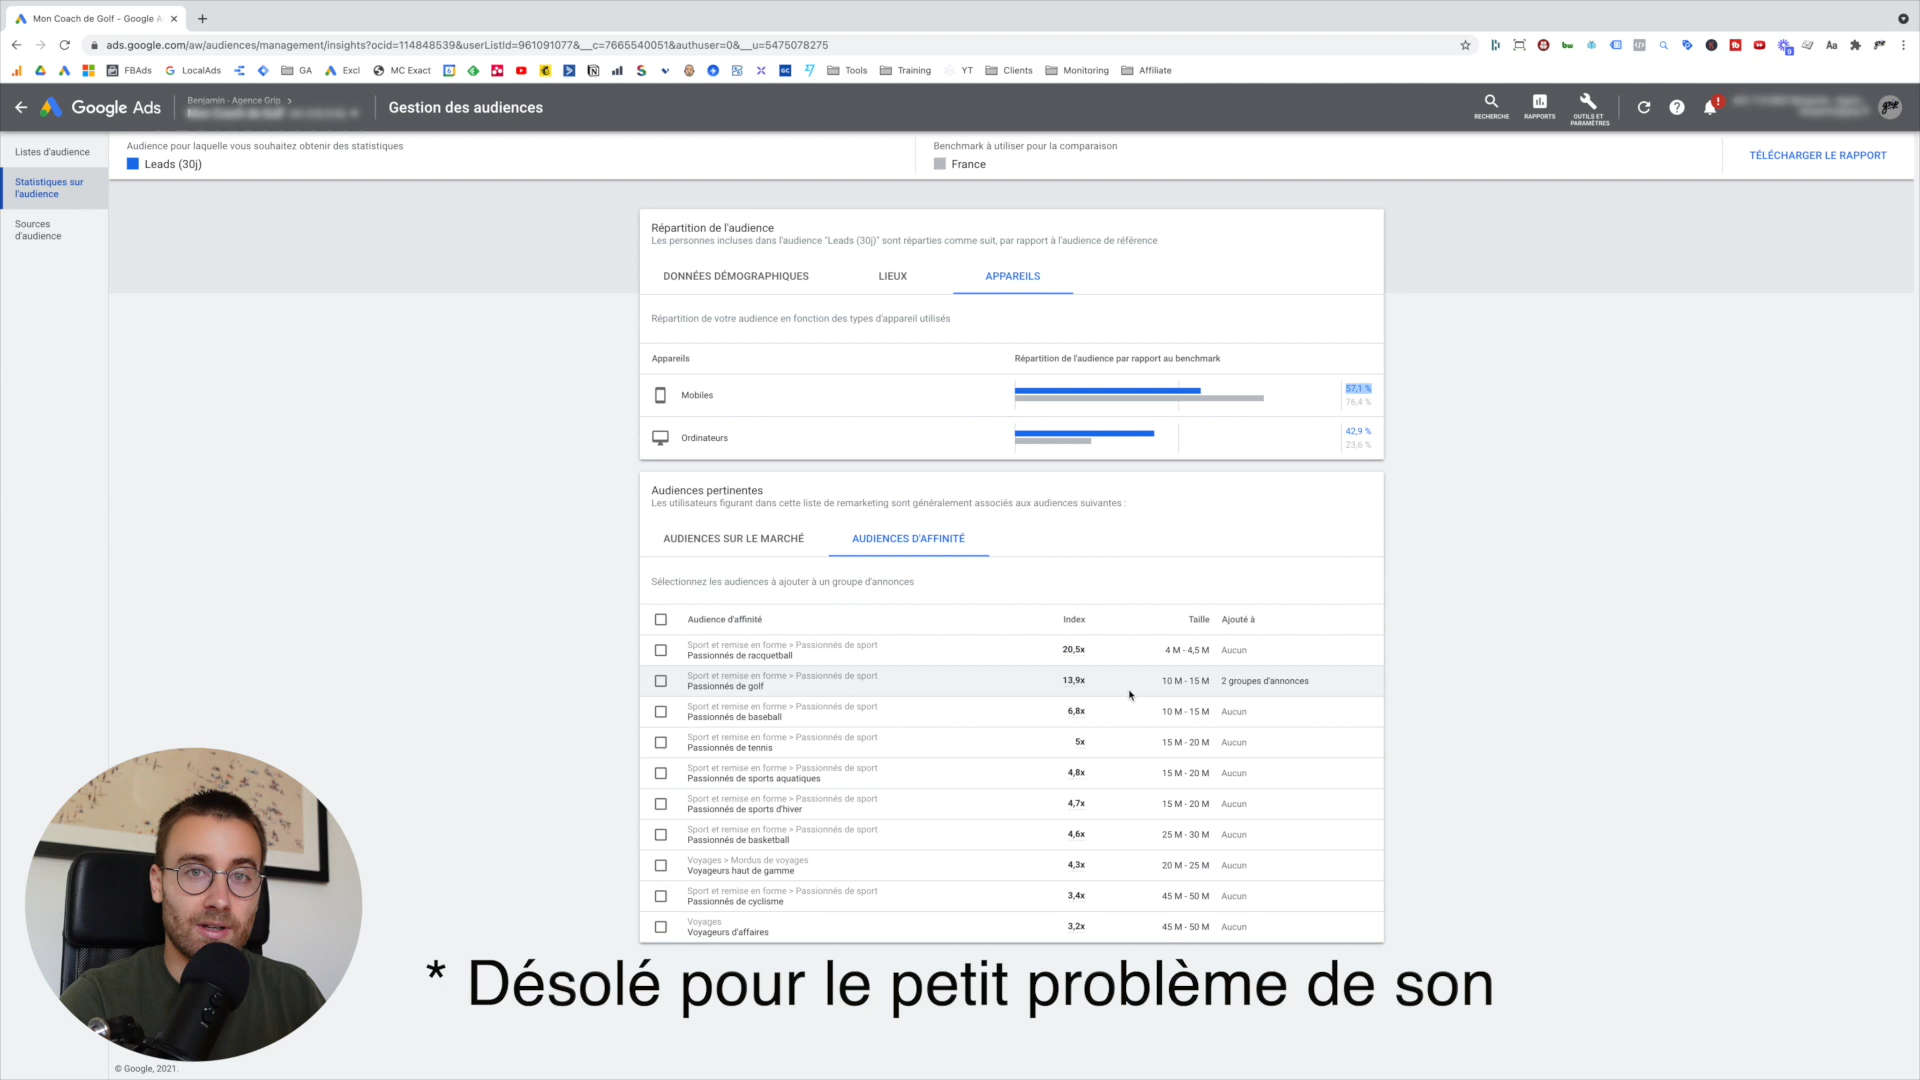 Mon Coach de Golf - Google A
ads.google.com/aw/audiences/management/insights?ocid=114848539&userListId=961091077&__c=7665540051&authuser=0&__u=5475078275
FBAds
LocalAds
GA
Excl
MC Exact
Tools
Training
YT
Clients
Monitoring
Affiliate
Google Ads
Benjamin - Agence Grip
Gestion des audiences
RECHERCHE
RAPPORTS
OUTILS ET
PARAMÈTRES
Listes d'audience
Statistiques sur
l'audience
Sources
d'audience
Audience pour laquelle vous souhaitez obtenir des statistiques
Leads (30j)
Benchmark à utiliser pour la comparaison
France
TÉLÉCHARGER LE RAPPORT
Répartition de l'audience
Les personnes incluses dans l'audience "Leads (30j)" sont réparties comme suit, par rapport à l'audience de référence
DONNÉES DÉMOGRAPHIQUES
LIEUX
APPAREILS
Répartition de votre audience en fonction des types d'appareil utilisés
Appareils
Répartition de l'audience par rapport au benchmark
Mobiles
57,1 %
76,4 %
Ordinateurs
42,9 %
23,6 %
Audiences pertinentes
Les utilisateurs figurant dans cette liste de remarketing sont généralement associés aux audiences suivantes :
AUDIENCES SUR LE MARCHÉ
AUDIENCES D'AFFINITÉ
Sélectionnez les audiences à ajouter à un groupe d'annonces
Audience d'affinité Index Taille Ajouté à
Sport et remise en forme > Passionnés de sport
Passionnés de racquetball 20,5x 4 M - 4,5 M Aucun
Sport et remise en forme > Passionnés de sport
Passionnés de golf 13,9x 10 M - 15 M 2 groupes d'annonces
Sport et remise en forme > Passionnés de sport
Passionnés de baseball 6,8x 10 M - 15 M Aucun
Sport et remise en forme > Passionnés de sport
Passionnés de tennis 5x 15 M - 20 M Aucun
Sport et remise en forme > Passionnés de sport
Passionnés de sports aquatiques 4,8x 15 M - 20 M Aucun
Sport et remise en forme > Passionnés de sport
Passionnés de sports d'hiver 4,7x 15 M - 20 M Aucun
Sport et remise en forme > Passionnés de sport
Passionnés de basketball 4,6x 25 M - 30 M Aucun
Voyages > Mordus de voyages
Voyageurs haut de gamme 4,3x 20 M - 25 M Aucun
Sport et remise en forme > Passionnés de sport
Passionnés de cyclisme 3,4x 45 M - 50 M Aucun
Voyages
Voyageurs d'affaires 3,2x 45 M - 50 M Aucun
* Désolé pour le petit problème de son
© Google, 2021.